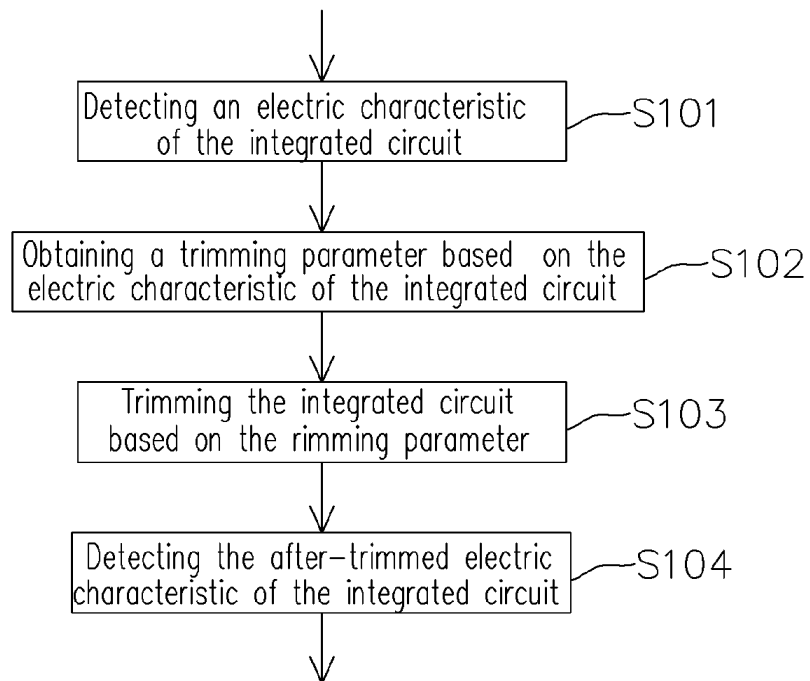 Detecting an electric characteristic
of the integrated circuit
S101
Obtaining a trimming parameter based on the
electric characteristic of the integrated circuit
S102
Trimming the integrated circuit
based on the rimming parameter
S103
Detecting the after-trimmed electric
characteristic of the integrated circuit
S104